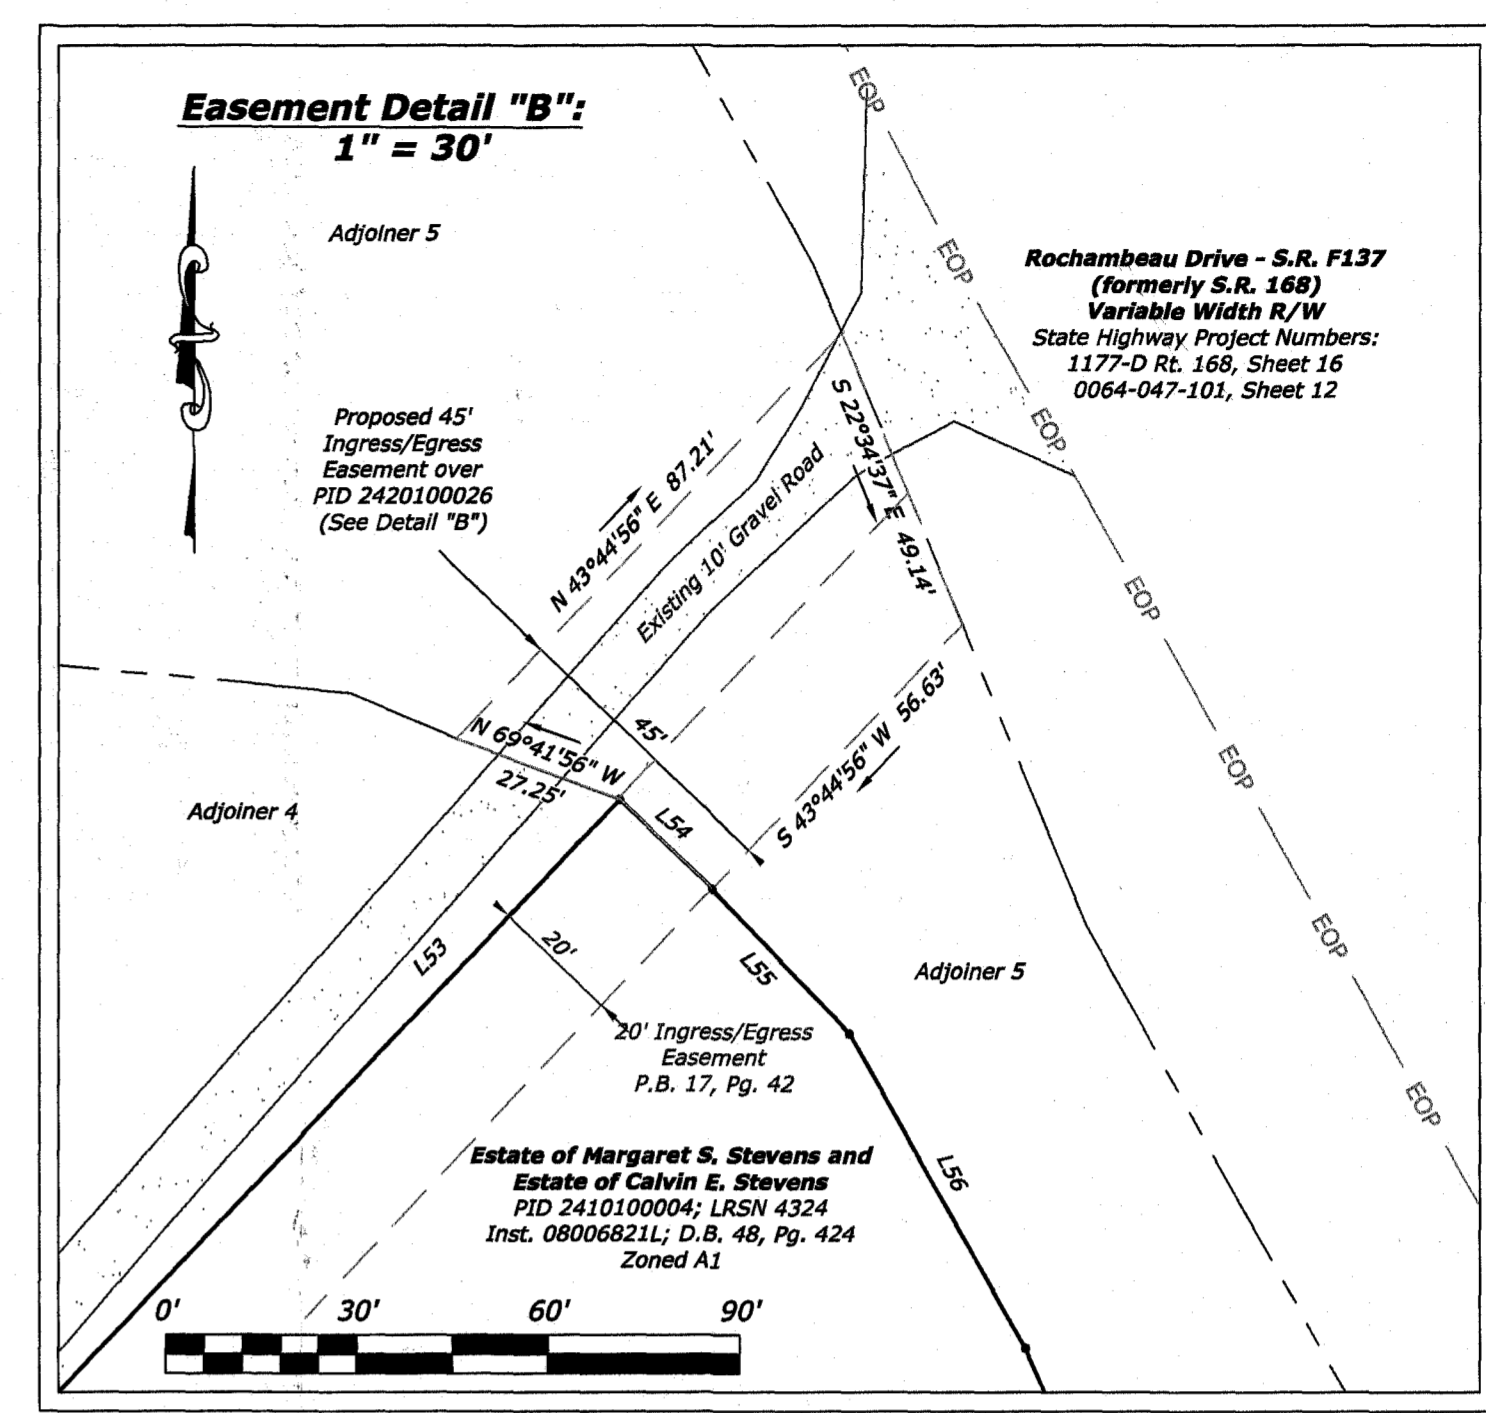 Easement Detail "B":
1" = 30'
Adjoiner 5
EOP
EOP
Rochambeau Drive - S.R. F137
(formerly S.R. 168)
Variable Width R/W
State Highway Project Numbers:
1177-D Rt. 168, Sheet 16
0064-047-101, Sheet 12
Proposed 45'
Ingress/Egress
Easement over
PID 2420100026
(See Detail "B")
N 43°44'56" E 87.21'
Existing 10' Gravel Road
S 22°34'37" E 49.14'
EOP
EOP
N 69°41'56" W
27.25'
45'
S 43°44'56" W 56.63'
EOP
Adjoiner 4
L54
L53
20'
L55
Adjoiner 5
EOP
20' Ingress/Egress
Easement
P.B. 17, Pg. 42
EOP
L56
Estate of Margaret S. Stevens and
Estate of Calvin E. Stevens
PID 2410100004; LRSN 4324
Inst. 08006821L; D.B. 48, Pg. 424
Zoned A1
0' 30' 60' 90'